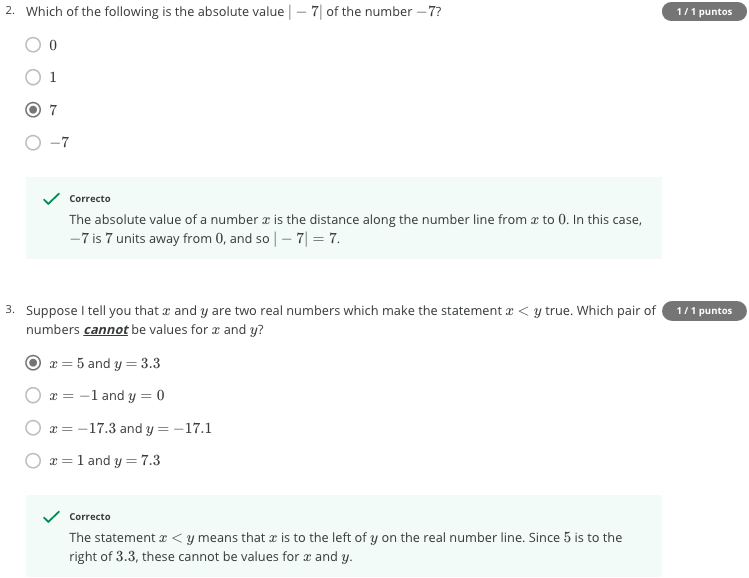 2. Which of the following is the absolute value | − 7| of the number −7?
1 / 1 puntos
0
1
7
−7
Correcto
The absolute value of a number x is the distance along the number line from x to 0. In this case,
−7 is 7 units away from 0, and so | − 7| = 7.
3. Suppose I tell you that x and y are two real numbers which make the statement x < y true. Which pair of
1 / 1 puntos
numbers cannot be values for x and y?
x = 5 and y = 3.3
x = −1 and y = 0
x = −17.3 and y = −17.1
x = 1 and y = 7.3
Correcto
The statement x < y means that x is to the left of y on the real number line. Since 5 is to the
right of 3.3, these cannot be values for x and y.